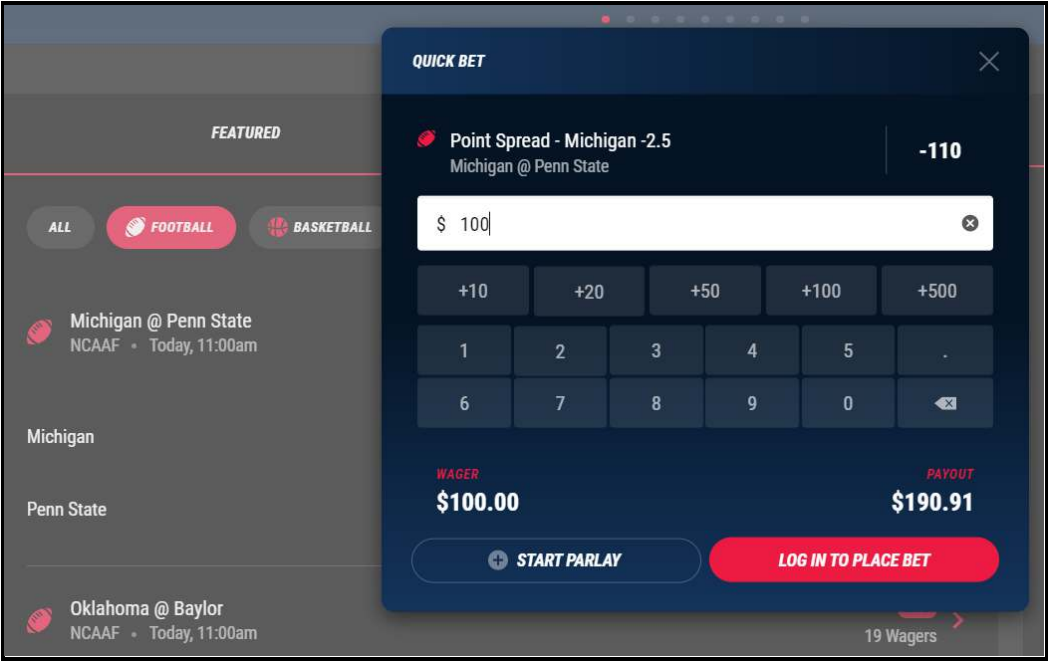 QUICK BET
FEATURED
Point Spread - Michigan -2.5
Michigan @ Penn State
-110
ALL
FOOTBALL
BASKETBALL
$ 100
+10 +20 +50 +100 +500
Michigan @ Penn State
NCAAF • Today, 11:00am
1 2 3 4 5 .
6 7 8 9 0
Michigan
Penn State
WAGER
$100.00
PAYOUT
$190.91
START PARLAY
LOG IN TO PLACE BET
Oklahoma @ Baylor
NCAAF • Today, 11:00am
19 Wagers